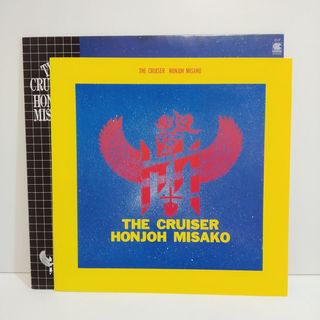 THE CRUISER HONJOH MISAKO
THE CRUISER
HONJOH MISAKO